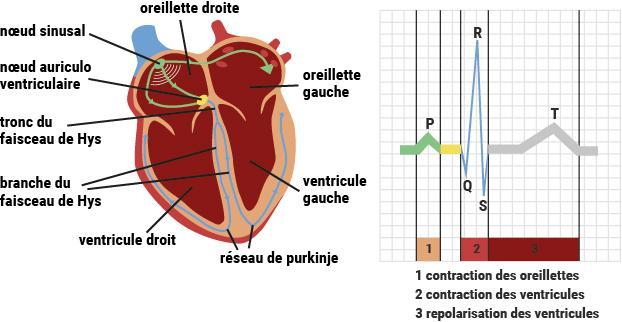 oreillette droite
nœud sinusal
nœud auriculo
ventriculaire
tronc du
faisceau de Hys
branche du
faisceau de Hys
ventricule droit
réseau de purkinje
oreillette
gauche
ventricule
gauche
R
P
T
Q
S
1 2 3
1 contraction des oreillettes
2 contraction des ventricules
3 repolarisation des ventricules